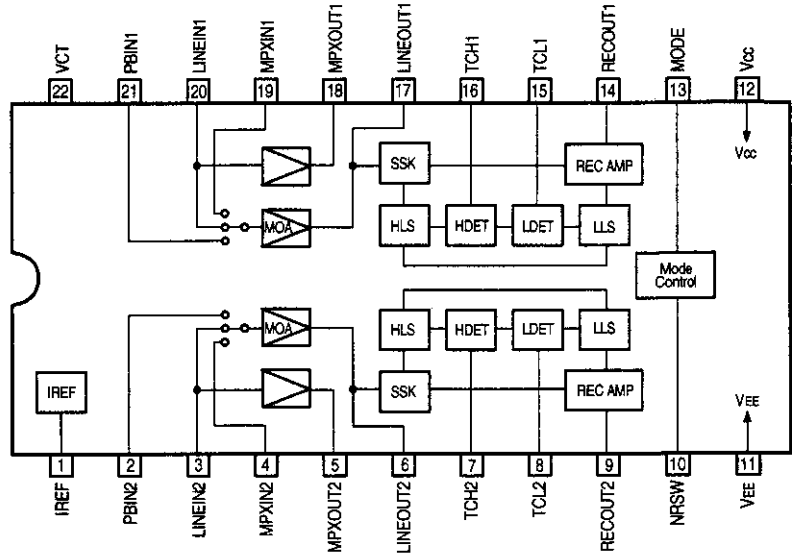 VCT
PBIN1
LINEIN1
MPXIN1
MPXOUT1
LINEOUT1
TCH1
TCL1
RECOUT1
MODE
Vcc
22
21
20
19
18
17
16
15
14
13
12
Vcc
SSK
REC AMP
MOA
HLS
HDET
LDET
LLS
Mode
Control
MOA
HLS
HDET
LDET
LLS
IREF
SSK
REC AMP
VEE
1
2
3
4
5
6
7
8
9
10
11
IREF
PBIN2
LINEIN2
MPXIN2
MPXOUT2
LINEOUT2
TCH2
TCL2
RECOUT2
NRSW
VEE